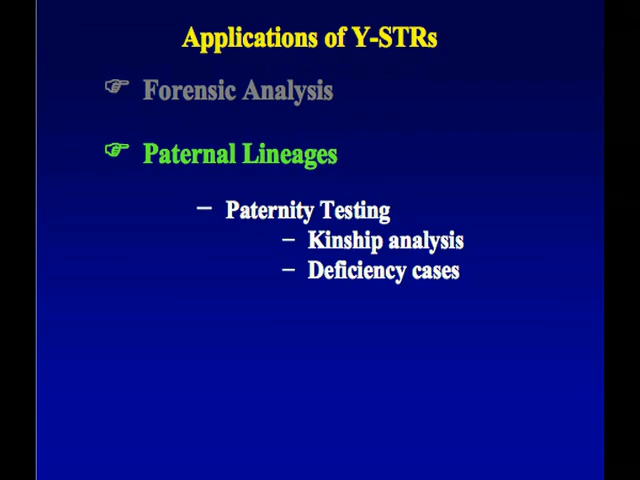 Applications of Y-STRs
☞ Forensic Analysis
☞ Paternal Lineages
– Paternity Testing
– Kinship analysis
– Deficiency cases